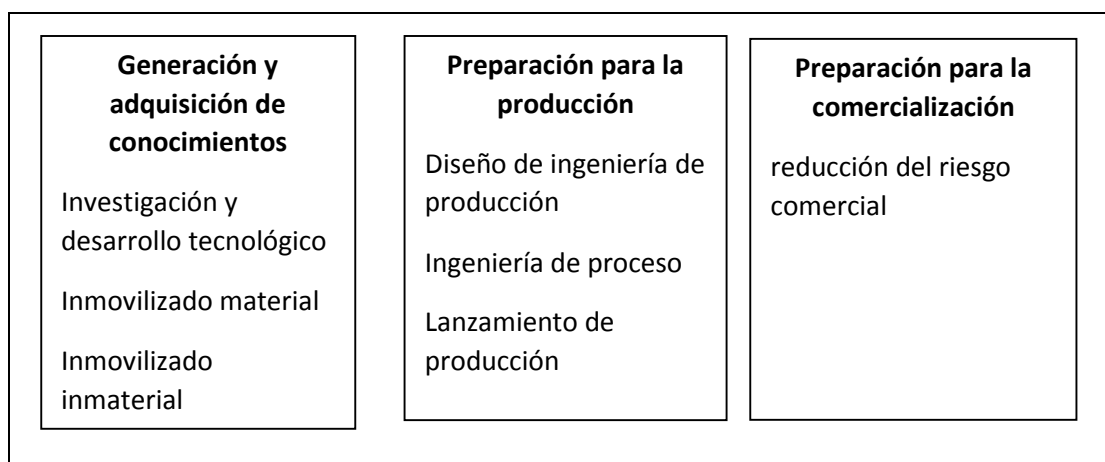 Generación y
adquisición de
conocimientos
Investigación y
desarrollo tecnológico
Inmovilizado material
Inmovilizado
inmaterial
Preparación para la
producción
Diseño de ingeniería de
producción
Ingeniería de proceso
Lanzamiento de
producción
Preparación para la
comercialización
reducción del riesgo
comercial